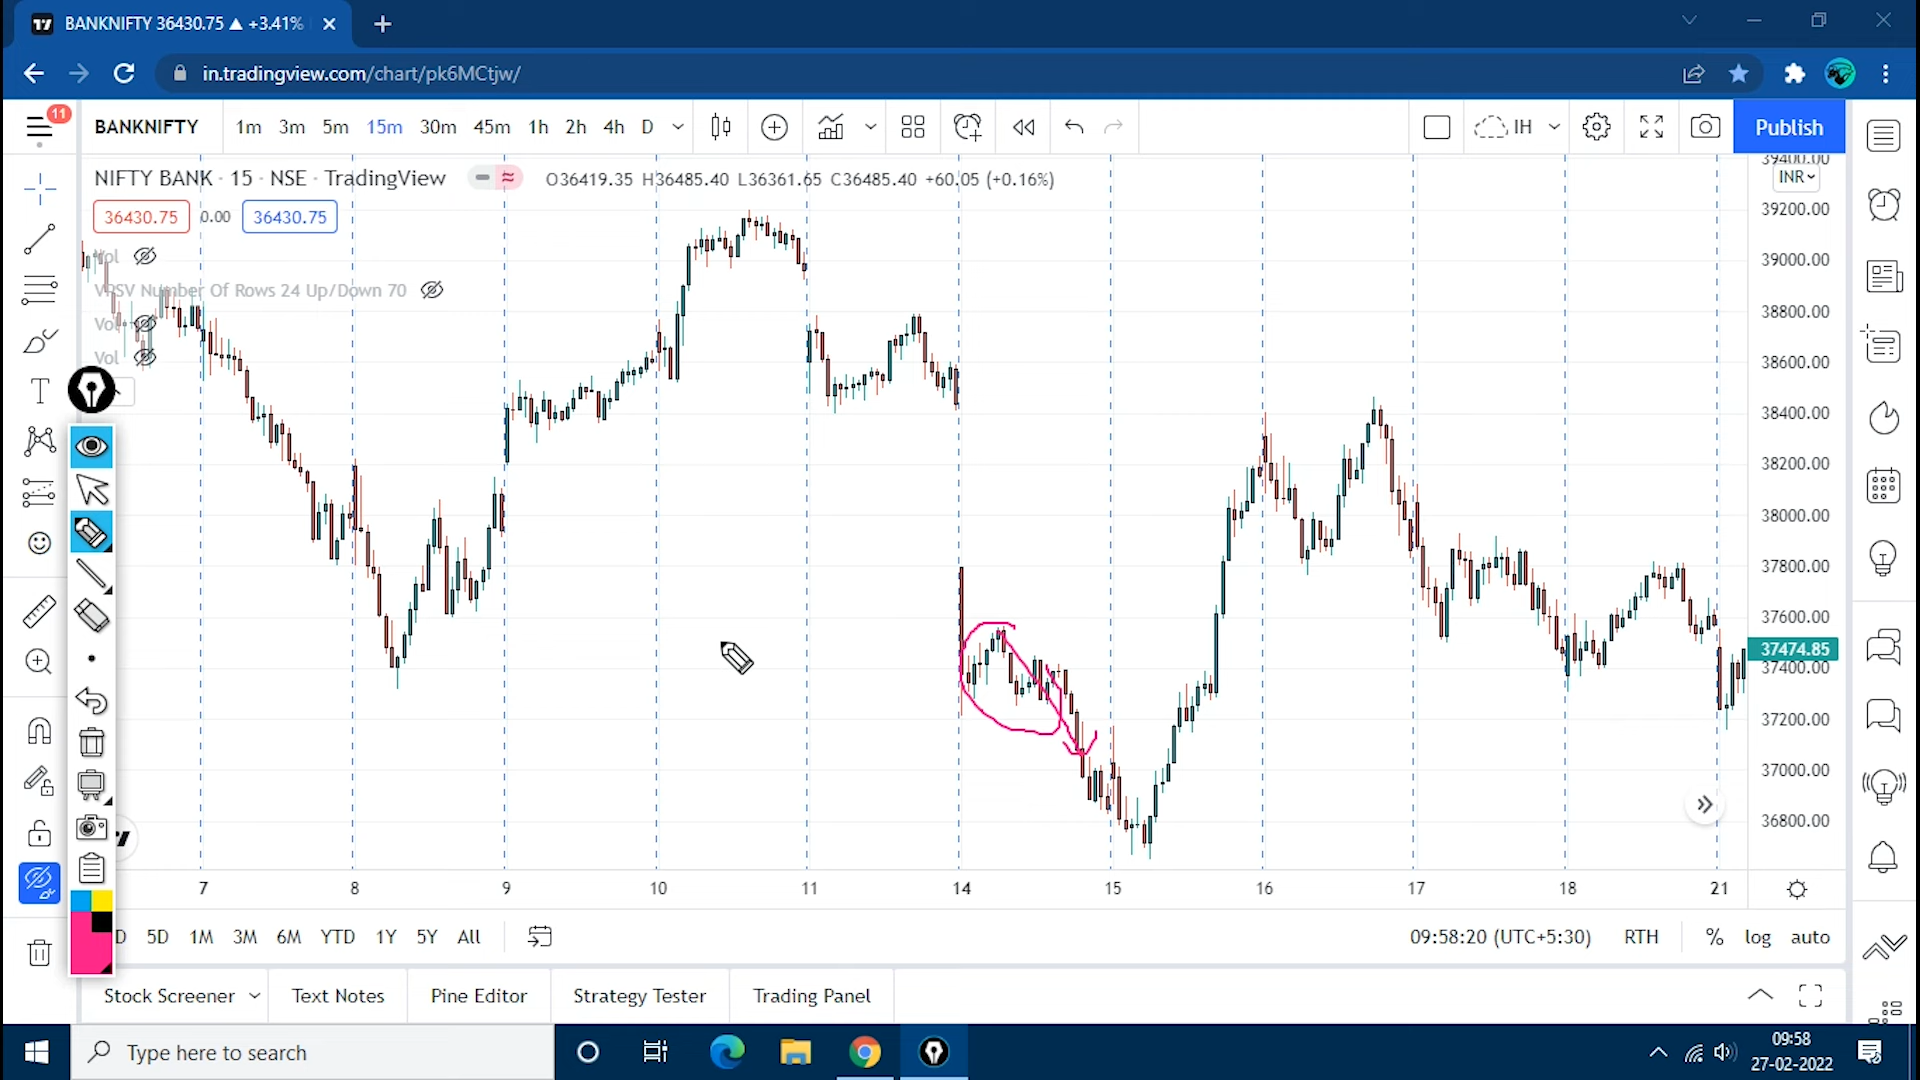 BANKNIFTY 36430.75 ▲ +3.41%
in.tradingview.com/chart/pk6MCtjw/
11
BANKNIFTY 1m 3m 5m 15m 30m 45m 1h 2h 4h D IH Publish
NIFTY BANK · 15 · NSE · TradingView O36419.35 H36485.40 L36361.65 C36485.40 +60.05 (+0.16%)
36430.75 0.00 36430.75
Vol
VPSV Number Of Rows 24 Up/Down 70
Vol
Vol
39400.00
INR
39200.00
39000.00
38800.00
38600.00
38400.00
38200.00
38000.00
37800.00
37600.00
37474.85
37400.00
37200.00
37000.00
36800.00
7 8 9 10 11 14 15 16 17 18 21
D 5D 1M 3M 6M YTD 1Y 5Y All 09:58:20 (UTC+5:30) RTH % log auto
Stock Screener Text Notes Pine Editor Strategy Tester Trading Panel
Type here to search
09:58
27-02-2022